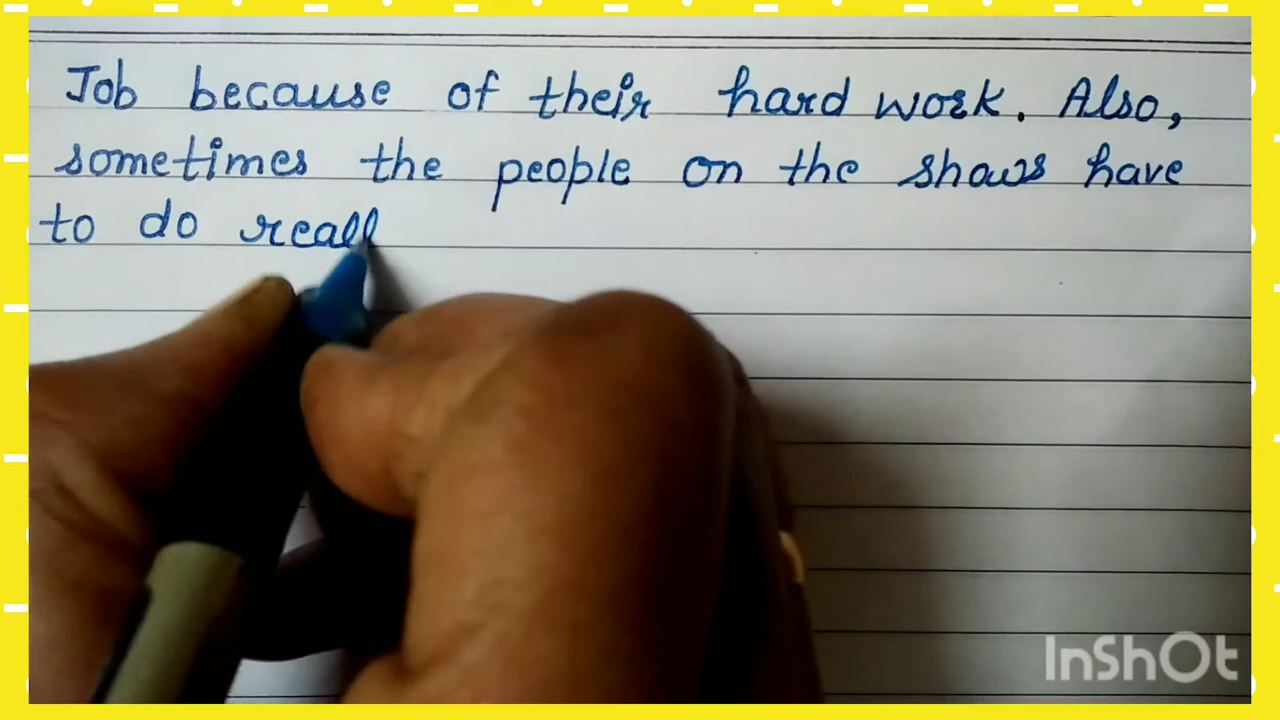 Job because of their hard work. Also,
sometimes the people on the shows have
to do reall
InShOt